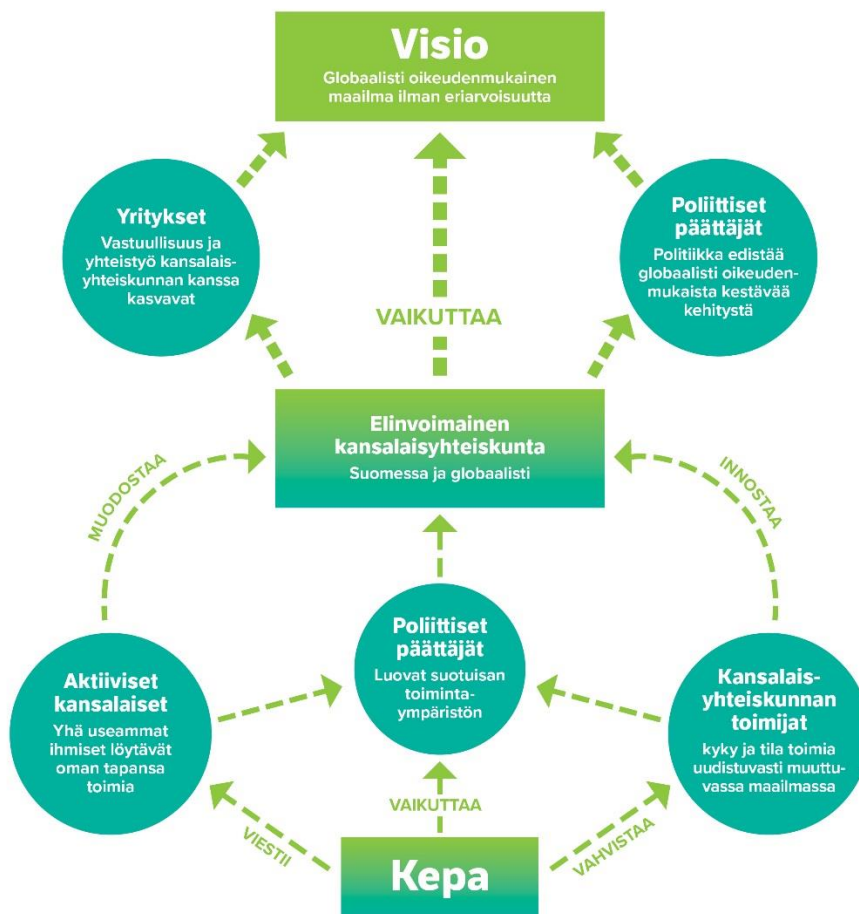 Visio
Globaalisti oikeudenmukainen
maailma ilman eriarvoisuutta
Yritykset
Vastuullisuus ja
yhteistyö kansalais-
yhteiskunnan kanssa
kasvavat
Poliittiset
päättäjät
Politiikka edistää
globaalisti oikeuden-
mukaista kestävää
kehitystä
VAIKUTTAA
Elinvoimainen
kansalaisyhteiskunta
Suomessa ja globaalisti
MUODOSTAA
INNOSTAA
Aktiiviset
kansalaiset
Yhä useammat
ihmiset löytävät
oman tapansa
toimia
Poliittiset
päättäjät
Luovat suotuisan
toiminta-
ympäristön
Kansalais-
yhteiskunnan
toimijat
kyky ja tila toimia
uudistuvasti muuttu-
vassa maailmassa
VIESTII
VAIKUTTAA
VAHVISTAA
Kepa